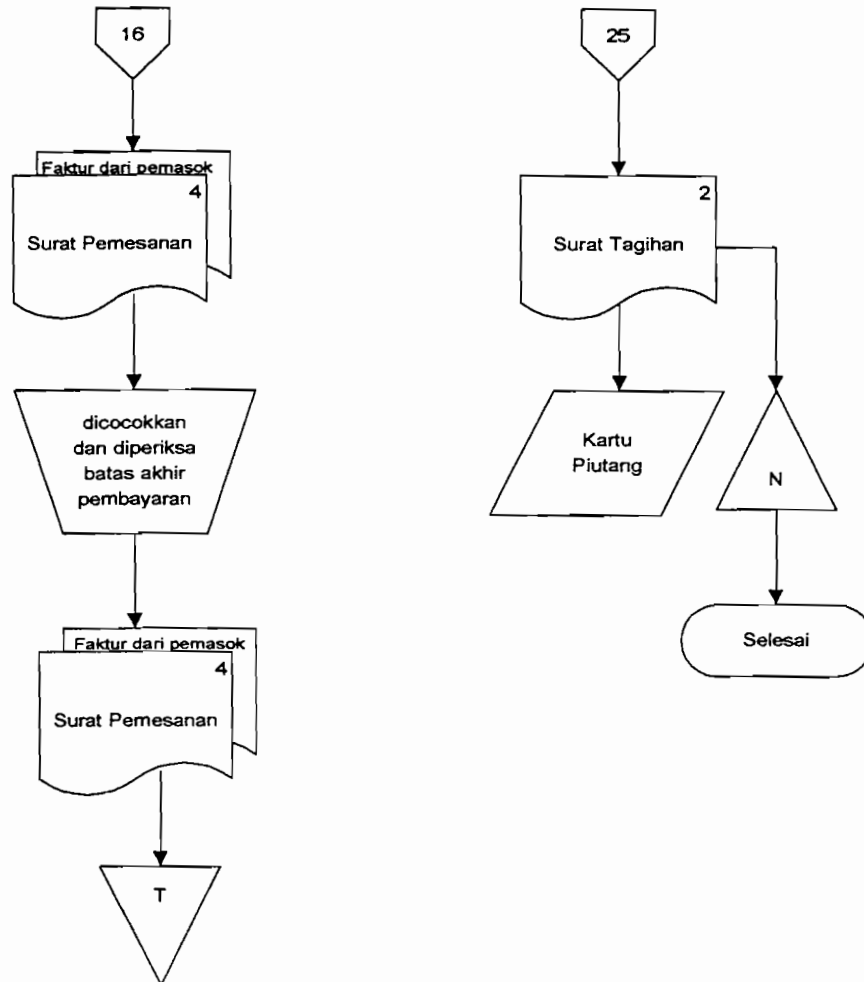 16
Faktur dari pemasok
4
Surat Pemesanan
dicocokkan
dan diperiksa
batas akhir
pembayaran
Faktur dari pemasok
4
Surat Pemesanan
T
25
2
Surat Tagihan
Kartu
Piutang
N
Selesai